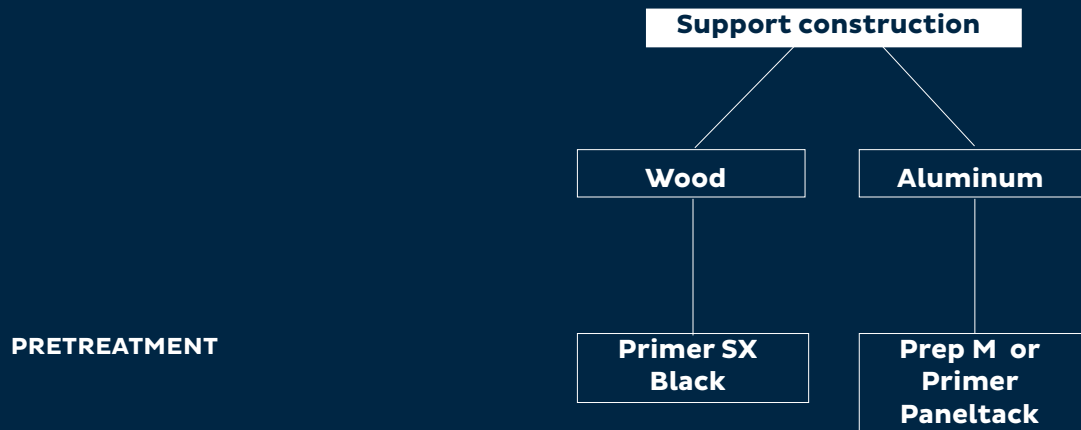 Support construction
Wood
Aluminum
PRETREATMENT
Primer SX
Black
Prep M or
Primer
Paneltack